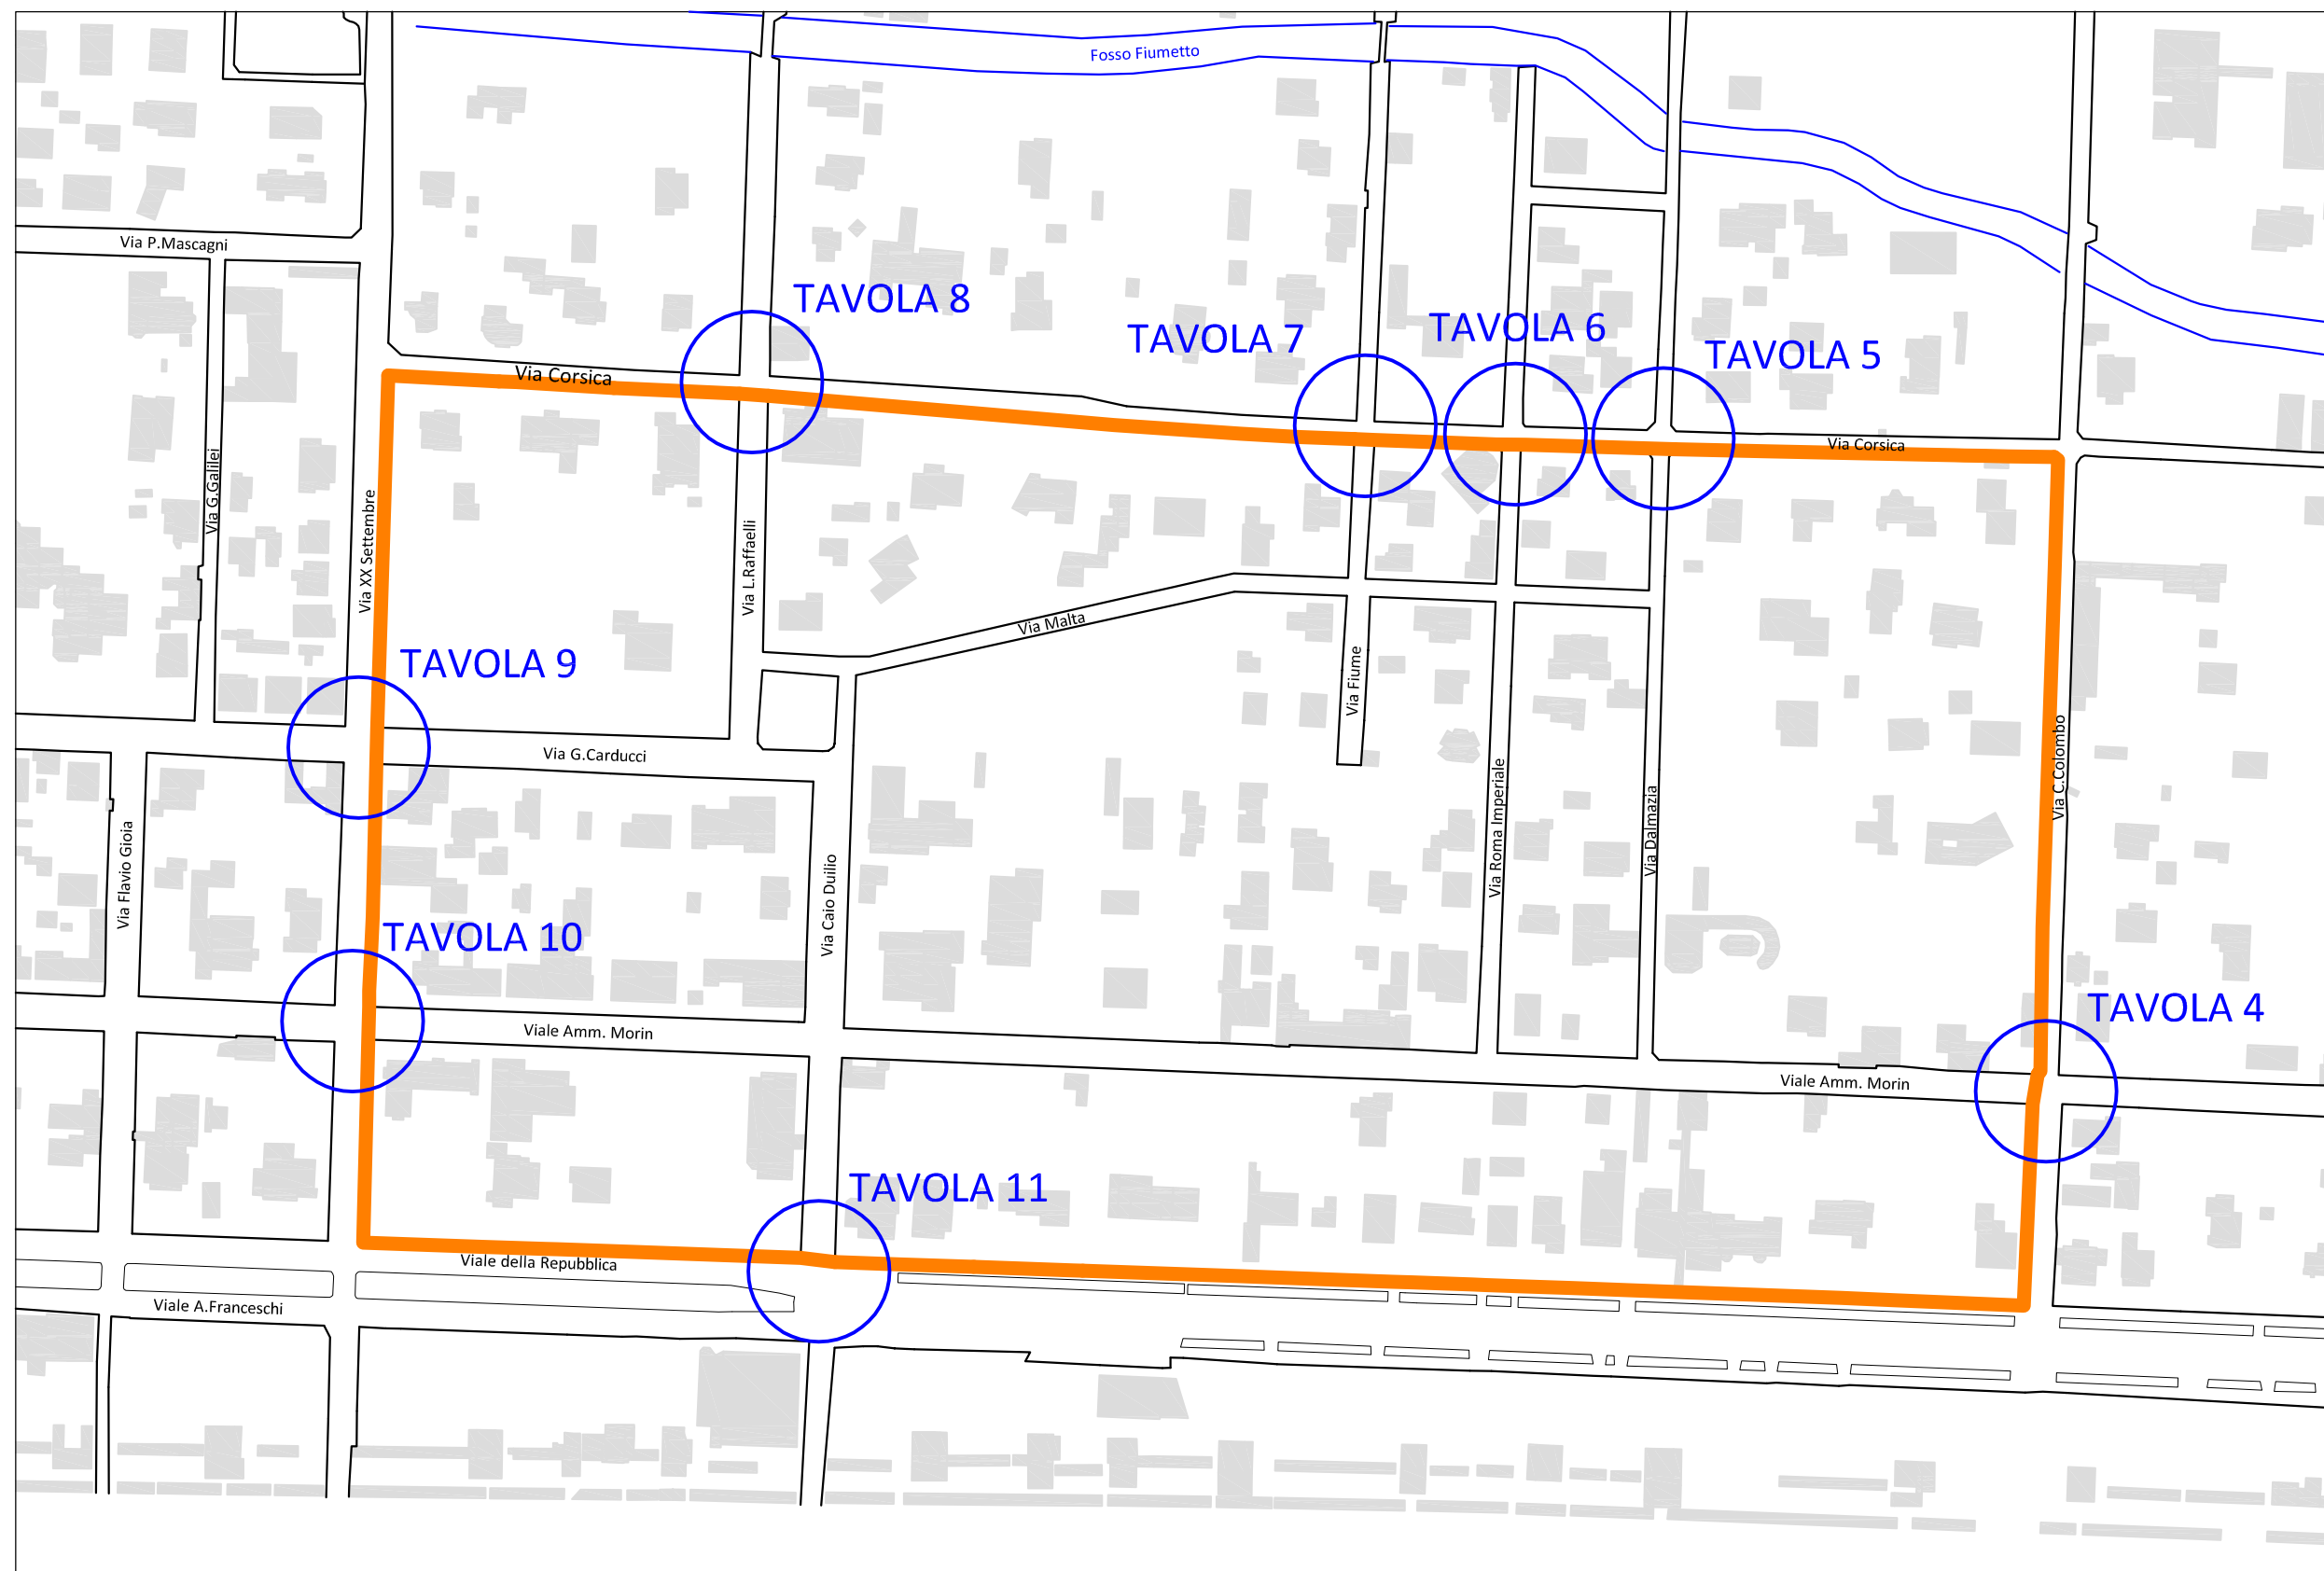 Fosso Fiumetto
Via P.Mascagni
TAVOLA 8
TAVOLA 7
TAVOLA 6
TAVOLA 5
Via Corsica
Via Corsica
Via G.Galilei
Via XX Settembre
Via L.Raffaelli
Via Malta
TAVOLA 9
Via Fiume
Via G.Carducci
Via C.Colombo
Via Roma Imperiale
Via Dalmazia
Via Flavio Gioia
Via Caio Duilio
TAVOLA 10
TAVOLA 4
Viale Amm. Morin
Viale Amm. Morin
TAVOLA 11
Viale della Repubblica
Viale A.Franceschi